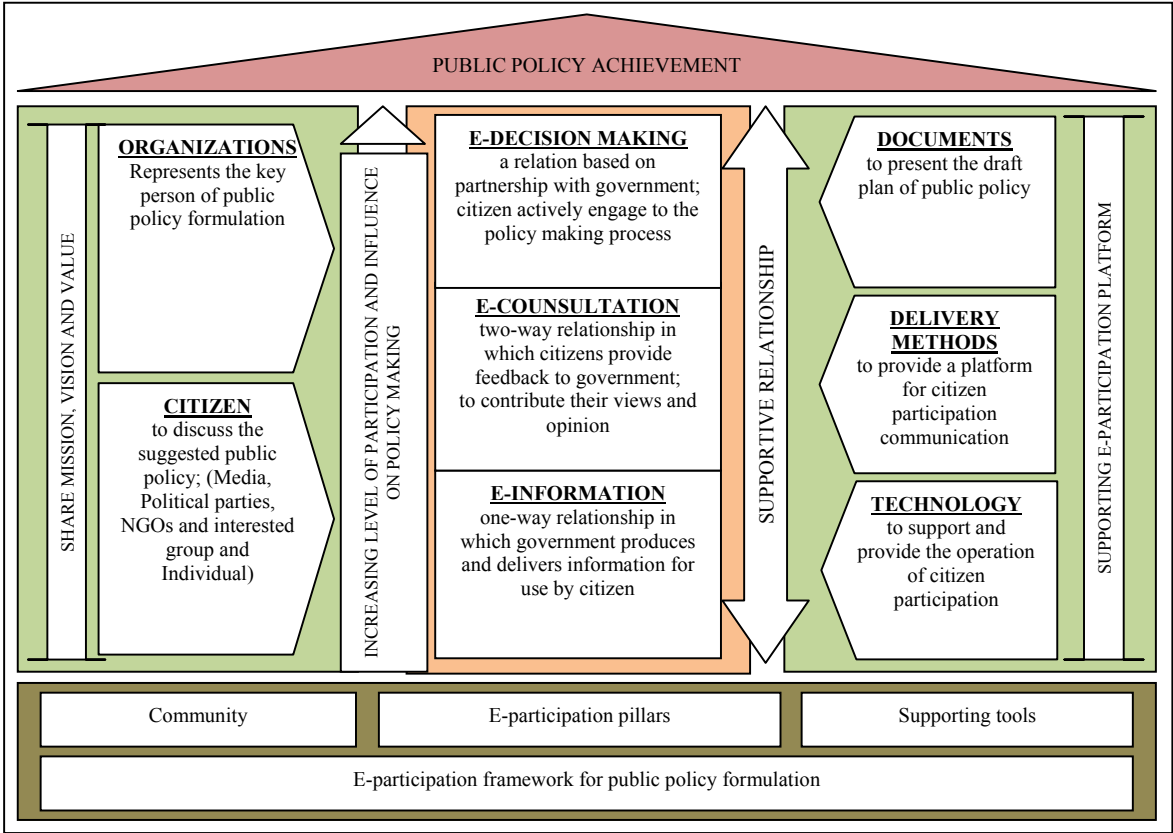 PUBLIC POLICY ACHIEVEMENT
SHARE MISSION, VISION AND VALUE
ORGANIZATIONS
Represents the key
person of public
policy formulation
CITIZEN
to discuss the
suggested public
policy; (Media,
Political parties,
NGOs and interested
group and
Individual)
INCREASING LEVEL OF PARTICIPATION AND INFLUENCE
ON POLICY MAKING
E-DECISION MAKING
a relation based on
partnership with government;
citizen actively engage to the
policy making process
E-COUNSULTATION
two-way relationship in
which citizens provide
feedback to government;
to contribute their views and
opinion
E-INFORMATION
one-way relationship in
which government produces
and delivers information for
use by citizen
SUPPORTIVE RELATIONSHIP
DOCUMENTS
to present the draft
plan of public policy
DELIVERY
METHODS
to provide a platform
for citizen
participation
communication
TECHNOLOGY
to support and
provide the operation
of citizen
participation
SUPPORTING E-PARTICIPATION PLATFORM
Community
E-participation pillars
Supporting tools
E-participation framework for public policy formulation